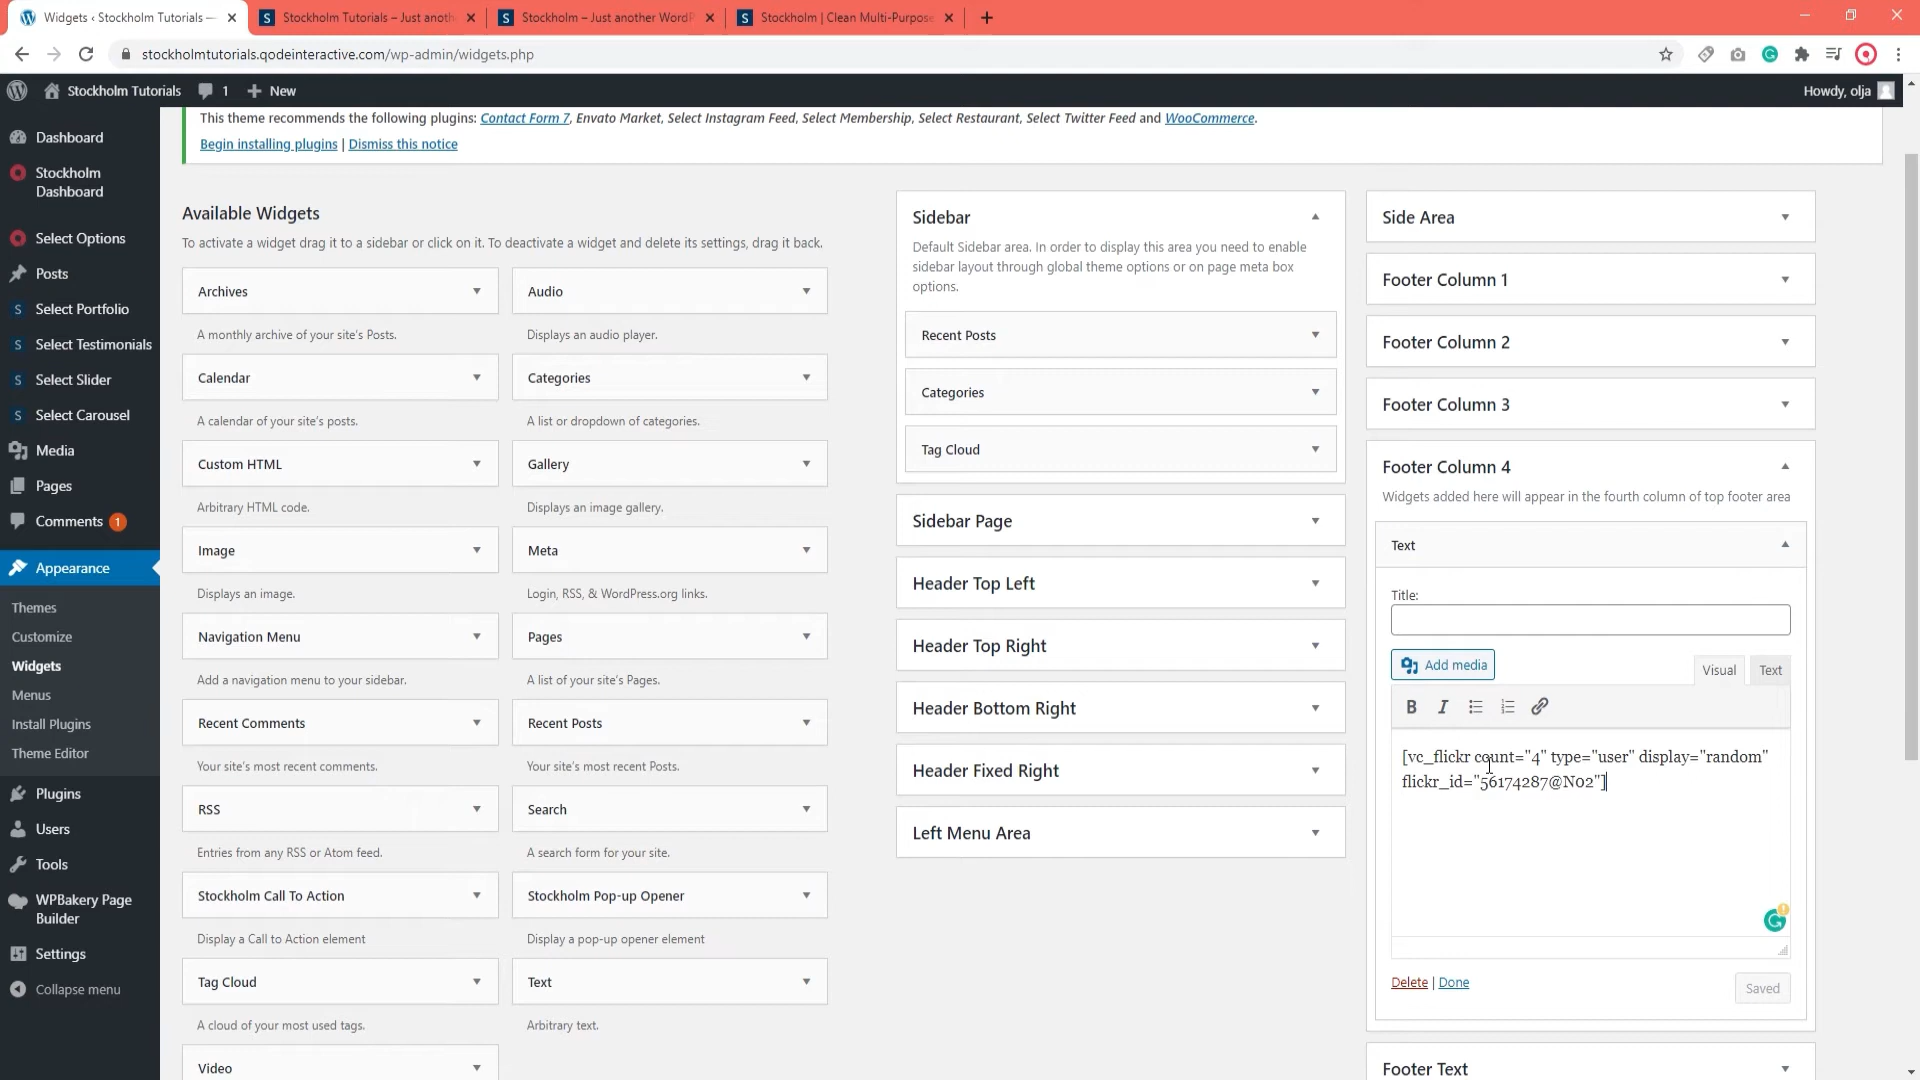 Widgets ‹ Stockholm Tutorials —
Stockholm Tutorials – Just anoth
Stockholm – Just another WordP
Stockholm | Clean Multi-Purpose
stockholmtutorials.qodeinteractive.com/wp-admin/widgets.php
Stockholm Tutorials
1
New
Howdy, olja
Dashboard
Stockholm
Dashboard
Select Options
Posts
Select Portfolio
Select Testimonials
Select Slider
Select Carousel
Media
Pages
Comments 1
Appearance
Themes
Customize
Widgets
Menus
Install Plugins
Theme Editor
Plugins
Users
Tools
WPBakery Page
Builder
Settings
Collapse menu
This theme recommends the following plugins: Contact Form 7, Envato Market, Select Instagram Feed, Select Membership, Select Restaurant, Select Twitter Feed and WooCommerce.
Begin installing plugins | Dismiss this notice
Available Widgets
To activate a widget drag it to a sidebar or click on it. To deactivate a widget and delete its settings, drag it back.
Archives
A monthly archive of your site's Posts.
Audio
Displays an audio player.
Calendar
A calendar of your site's posts.
Categories
A list or dropdown of categories.
Custom HTML
Arbitrary HTML code.
Gallery
Displays an image gallery.
Image
Displays an image.
Meta
Login, RSS, & WordPress.org links.
Navigation Menu
Add a navigation menu to your sidebar.
Pages
A list of your site's Pages.
Recent Comments
Your site's most recent comments.
Recent Posts
Your site's most recent Posts.
RSS
Entries from any RSS or Atom feed.
Search
A search form for your site.
Stockholm Call To Action
Display a Call to Action element
Stockholm Pop-up Opener
Display a pop-up opener element
Tag Cloud
A cloud of your most used tags.
Text
Arbitrary text.
Video
Sidebar
Default Sidebar area. In order to display this area you need to enable
sidebar layout through global theme options or on page meta box
options.
Recent Posts
Categories
Tag Cloud
Sidebar Page
Header Top Left
Header Top Right
Header Bottom Right
Header Fixed Right
Left Menu Area
Side Area
Footer Column 1
Footer Column 2
Footer Column 3
Footer Column 4
Widgets added here will appear in the fourth column of top footer area
Text
Title:
Add media
Visual
Text
[vc_flickr count="4" type="user" display="random"
flickr_id="56174287@N02"]
Delete | Done
Saved
Footer Text